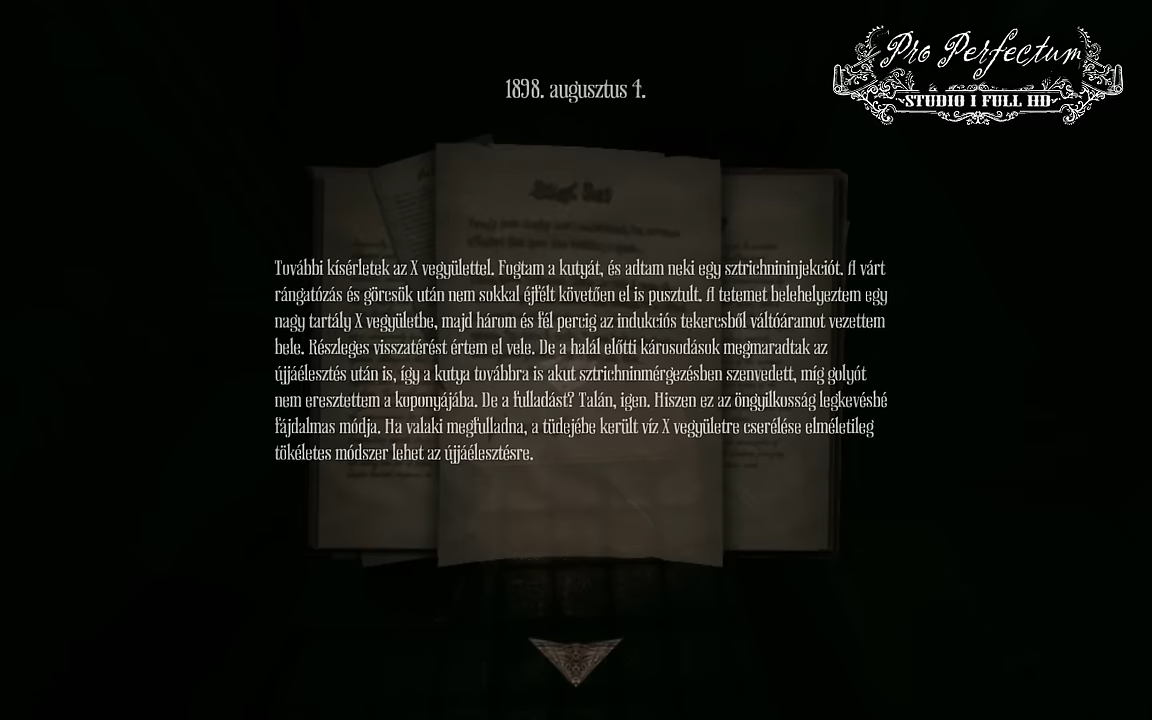 Pro Perfectum
STUDIO I FULL HD
1898. augusztus 4.
További kísérletek az X vegyülettel. Fogtam a kutyát, és adtam neki egy sztrichnininjekciót. A várt
rángatózás és görcsök után nem sokkal éjfélt követően el is pusztult. A tetemet belehelyeztem egy
nagy tartály X vegyületbe, majd három és fél percig az indukciós tekercsből váltóáramot vezettem
bele. Részleges visszatérést értem el vele. De a halál előtti károsodások megmaradtak az
újjáélesztés után is, így a kutya továbbra is akut sztrichninmérgezésben szenvedett, míg golyót
nem eresztettem a koponyájába. De a fulladást? Talán, igen. Hiszen ez az öngyilkosság legkevésbé
fájdalmas módja. Ha valaki megfulladna, a tüdejébe került víz X vegyületre cserélése elméletileg
tökéletes módszer lehet az újjáélesztésre.